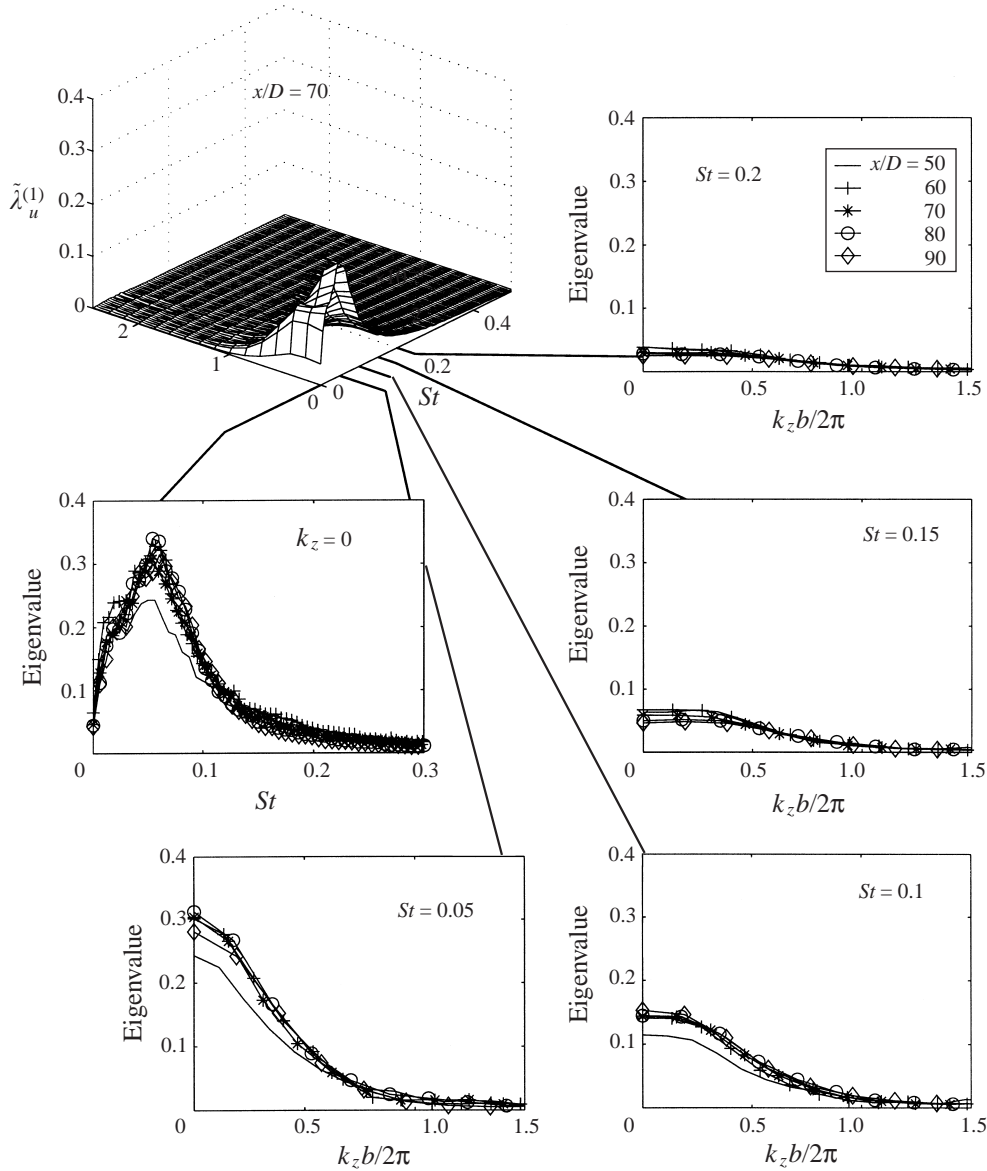 x/D = 70
0.4
0.3
0.2
0.1
0
λ̃_u^(1)
2
1
0
0
0.2
0.4
St
0.4
0.3
0.2
0.1
Eigenvalue
St = 0.2
x/D = 50
60
70
80
90
0
0.5
1.0
1.5
k_z b/2π
0.4
0.3
0.2
0.1
Eigenvalue
k_z = 0
0
0.1
0.2
0.3
St
0.4
0.3
0.2
0.1
Eigenvalue
St = 0.15
0
0.5
1.0
1.5
k_z b/2π
0.4
0.3
0.2
0.1
Eigenvalue
St = 0.05
0
0.5
1.0
1.5
k_z b/2π
0.4
0.3
0.2
0.1
Eigenvalue
St = 0.1
0
0.5
1.0
1.5
k_z b/2π